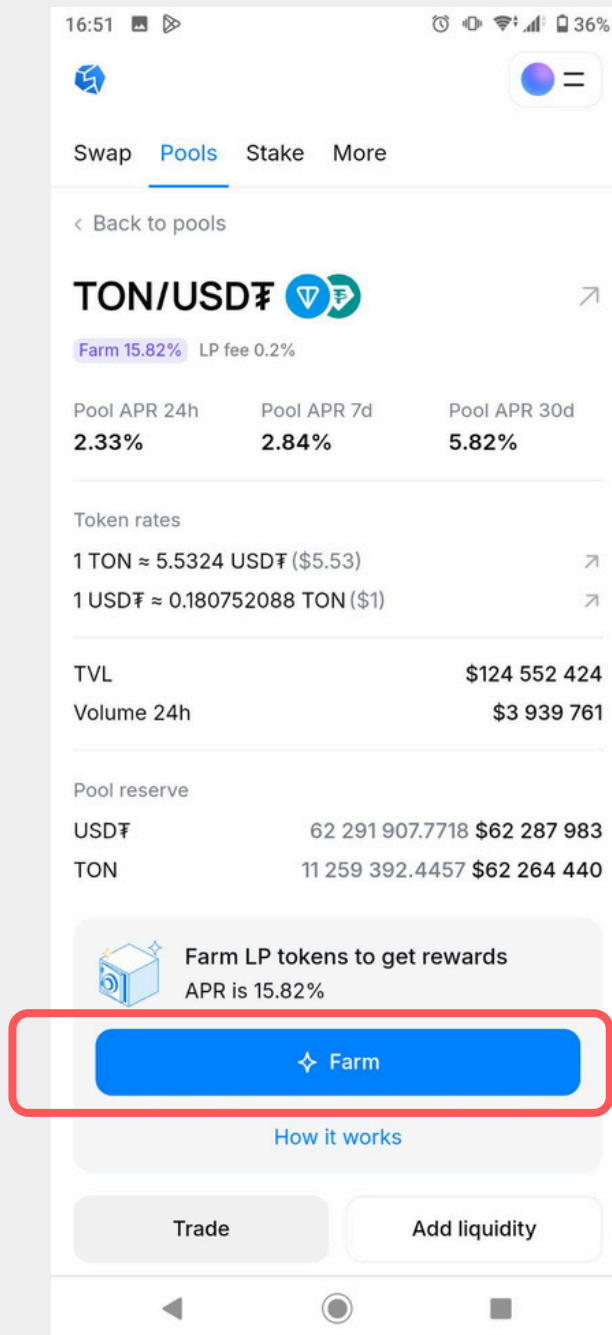 16:51 36%
Swap Pools Stake More
‹ Back to pools
TON/USD₮
Farm 15.82% LP fee 0.2%
Pool APR 24h Pool APR 7d Pool APR 30d
2.33% 2.84% 5.82%
Token rates
1 TON ≈ 5.5324 USD₮ ($5.53)
1 USD₮ ≈ 0.180752088 TON ($1)
TVL $124 552 424
Volume 24h $3 939 761
Pool reserve
USD₮ 62 291 907.7718 $62 287 983
TON 11 259 392.4457 $62 264 440
Farm LP tokens to get rewards
APR is 15.82%
Farm
How it works
Trade Add liquidity